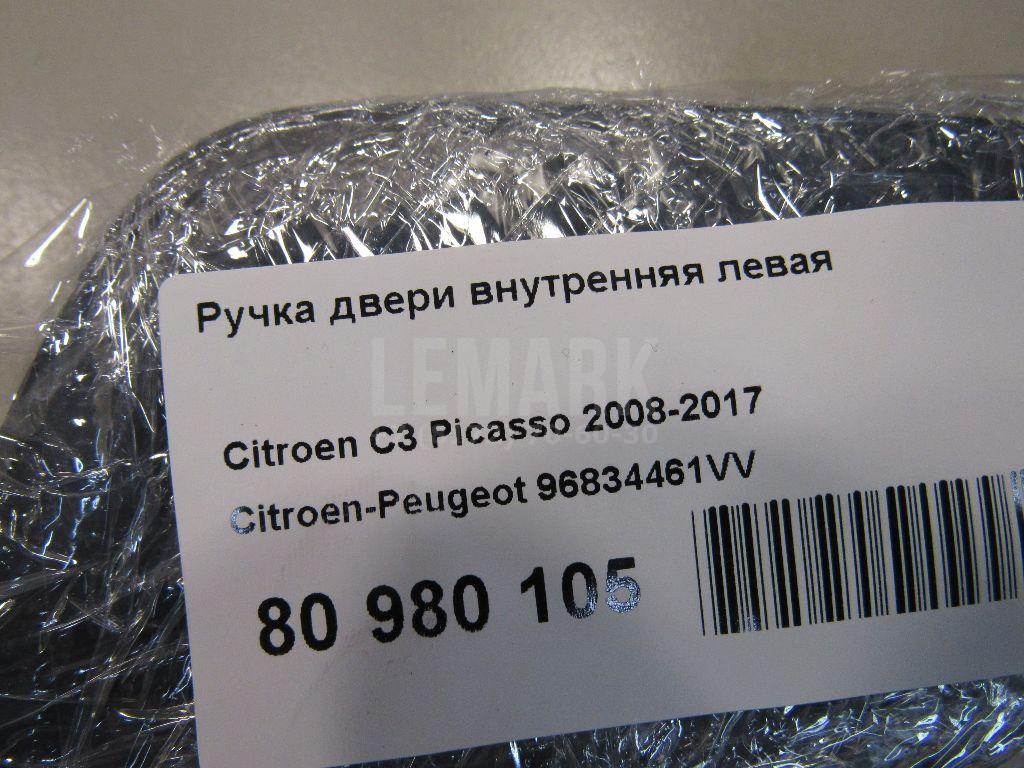 Ручка двери внутренняя левая
LEMARK
Citroen C3 Picasso 2008-2017
Citroen-Peugeot 96834461VV
80 980 105